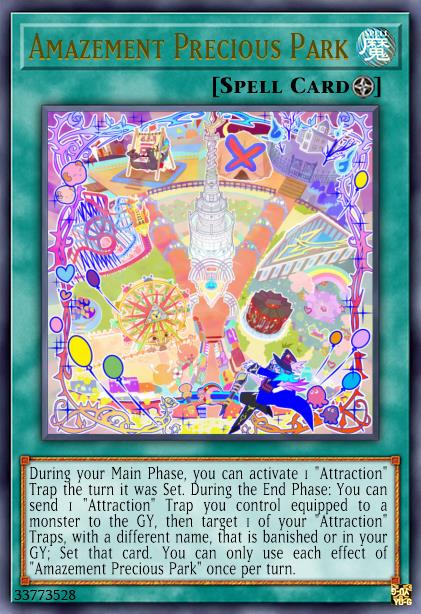 Amazement Precious Park
[Spell Card]
During your Main Phase, you can activate 1 "Attraction"
Trap the turn it was Set. During the End Phase: You can
send 1 "Attraction" Trap you control equipped to a
monster to the GY, then target 1 of your "Attraction"
Traps, with a different name, that is banished or in your
GY; Set that card. You can only use each effect of
"Amazement Precious Park" once per turn.
33773528